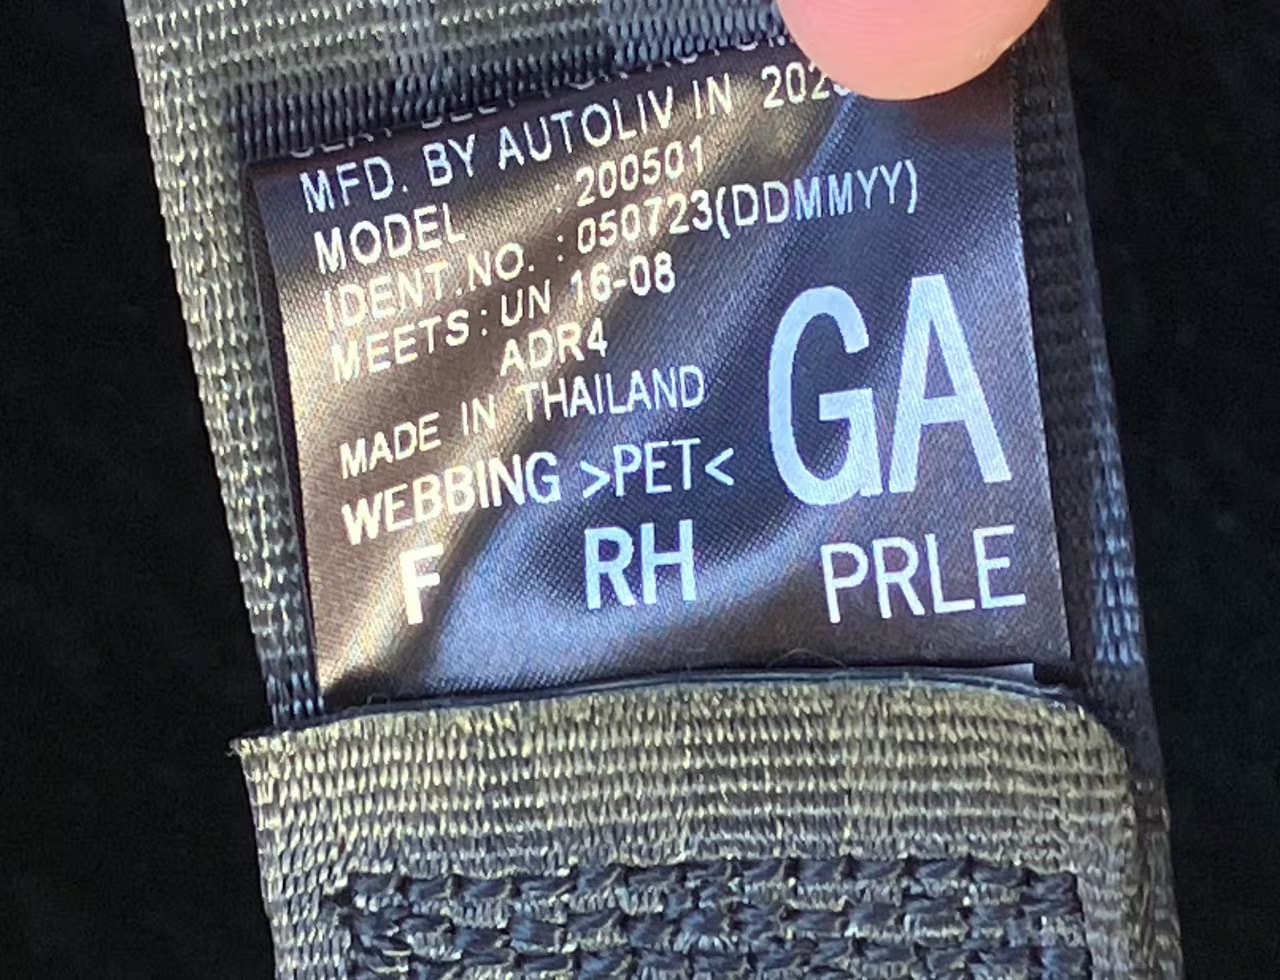 MFD. BY AUTOLIV IN 202
MODEL : 200501
IDENT.NO. : 050723(DDMMYY)
MEETS : UN 16-08
ADR4
MADE IN THAILAND
WEBBING >PET<
GA
F RH PRLE